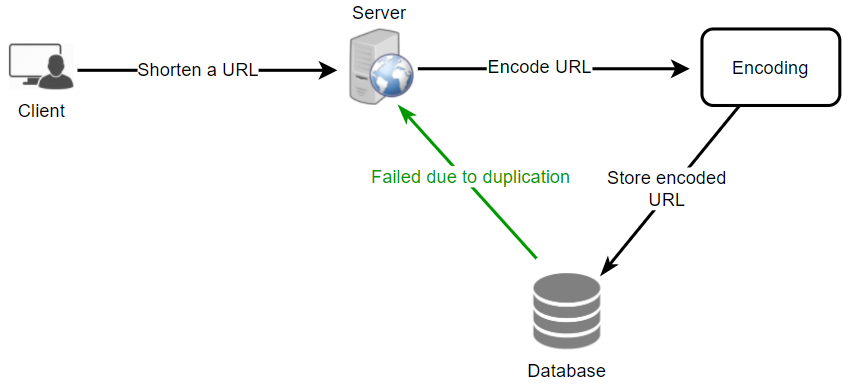 Server
Shorten a URL
Encode URL
Encoding
Client
Failed due to duplication
Store encoded
URL
Database